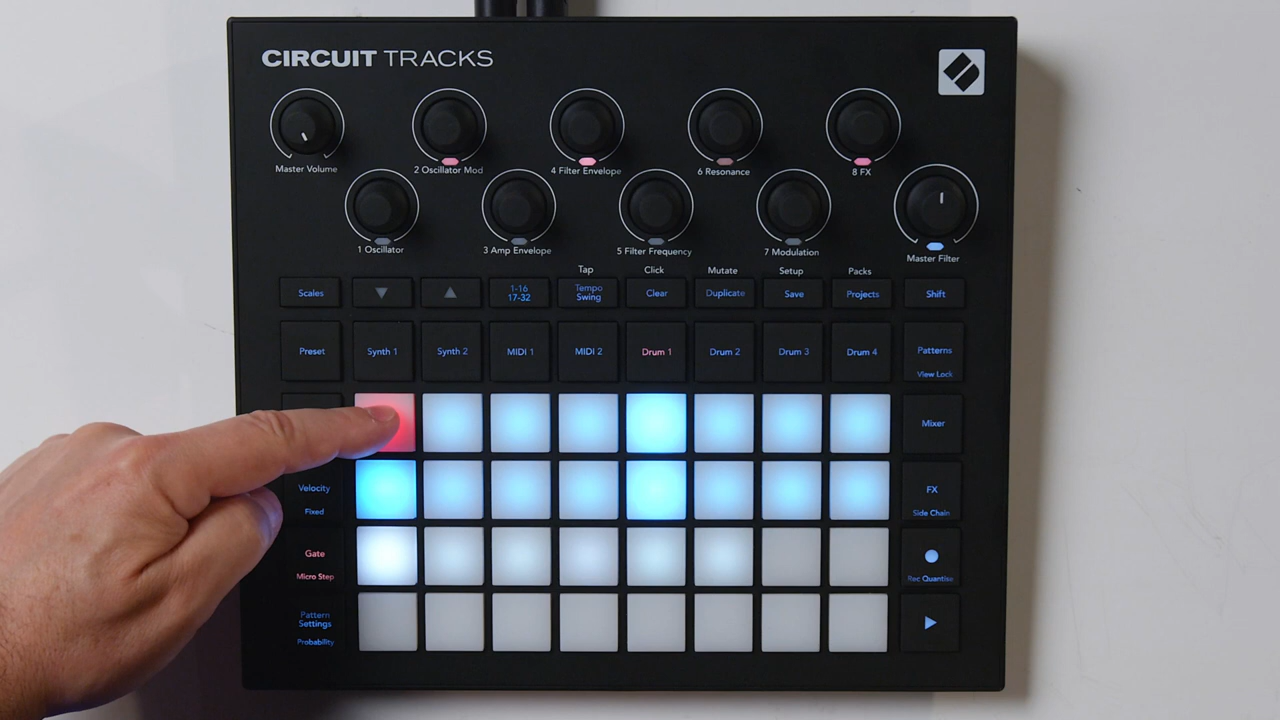 CIRCUIT TRACKS
Master Volume
2 Oscillator Mod
4 Filter Envelope
6 Resonance
8 FX
1 Oscillator
3 Amp Envelope
5 Filter Frequency
7 Modulation
Master Filter
Tap
Click
Mutate
Setup
Packs
Scales
1-16
17-32
Tempo
Swing
Clear
Duplicate
Save
Projects
Shift
Preset
Synth 1
Synth 2
MIDI 1
MIDI 2
Drum 1
Drum 2
Drum 3
Drum 4
Patterns
View Lock
Mixer
Velocity
Fixed
FX
Side Chain
Gate
Micro Step
Rec Quantise
Pattern
Settings
Probability